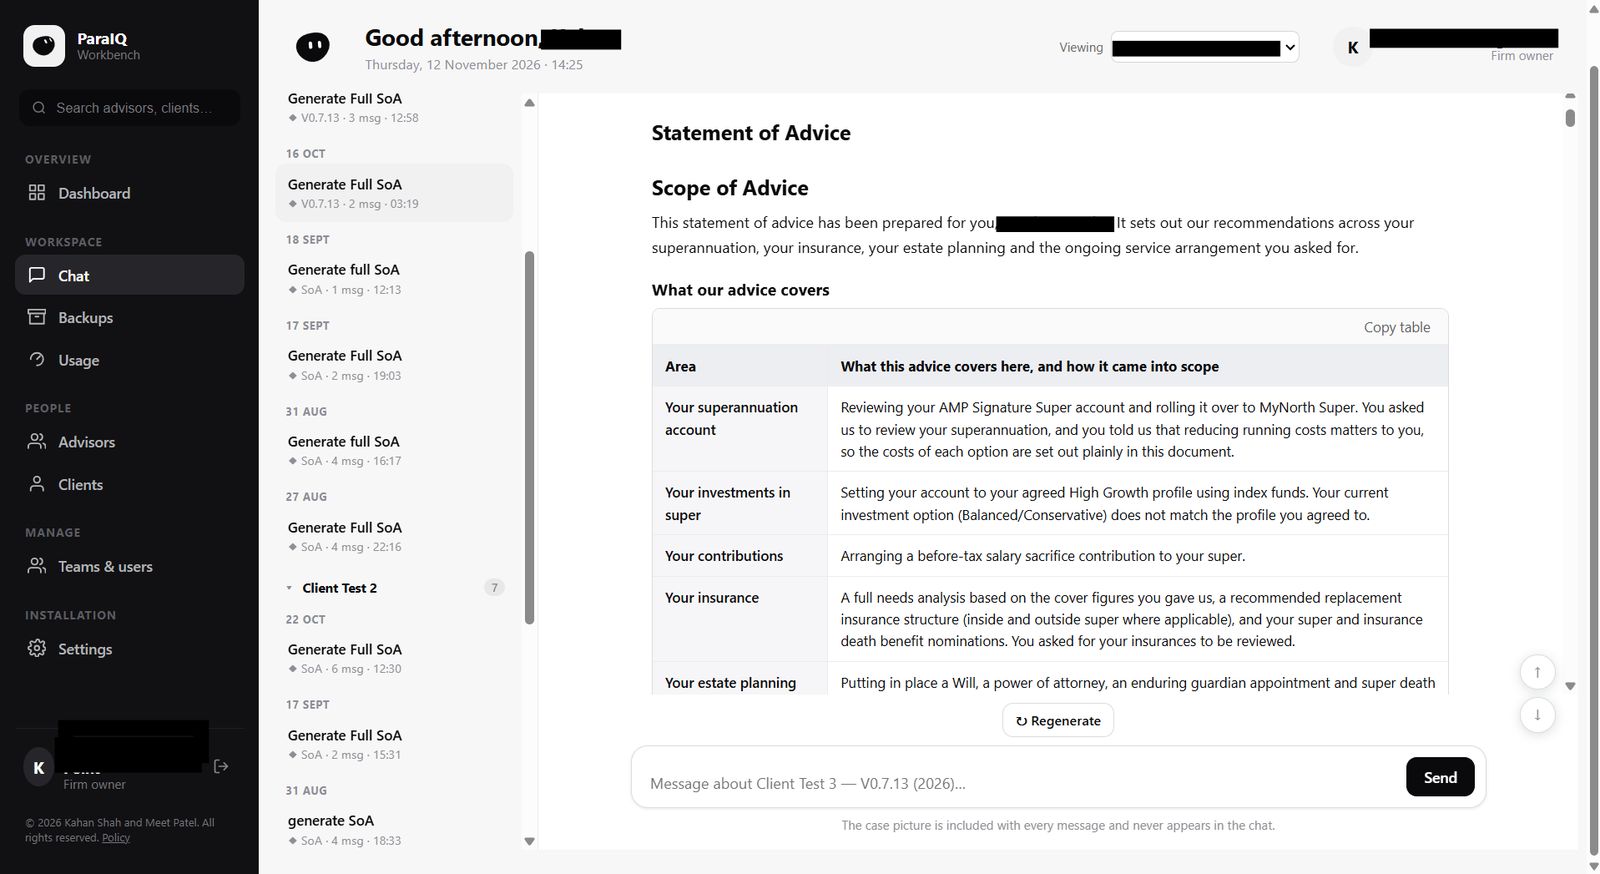 ParaIQ
Workbench
Search advisors, clients...
OVERVIEW
Dashboard
WORKSPACE
Chat
Backups
Usage
PEOPLE
Advisors
Clients
MANAGE
Teams & users
INSTALLATION
Settings
K
Firm owner
© 2026 Kahan Shah and Meet Patel. All
rights reserved. Policy
Good afternoon,
Thursday, 12 November 2026 · 14:25
Viewing
K
Firm owner
Generate Full SoA
◆ V0.7.13 · 3 msg · 12:58
16 OCT
Generate Full SoA
◆ V0.7.13 · 2 msg · 03:19
18 SEPT
Generate full SoA
◆ SoA · 1 msg · 12:13
17 SEPT
Generate Full SoA
◆ SoA · 2 msg · 19:03
31 AUG
Generate full SoA
◆ SoA · 4 msg · 16:17
27 AUG
Generate Full SoA
◆ SoA · 4 msg · 22:16
Client Test 2 7
22 OCT
Generate Full SoA
◆ SoA · 6 msg · 12:30
17 SEPT
Generate Full SoA
◆ SoA · 2 msg · 15:31
31 AUG
generate SoA
◆ SoA · 4 msg · 18:33
Statement of Advice
Scope of Advice
This statement of advice has been prepared for you, It sets out our recommendations across your
superannuation, your insurance, your estate planning and the ongoing service arrangement you asked for.
What our advice covers
Copy table
Area What this advice covers here, and how it came into scope
Your superannuation Reviewing your AMP Signature Super account and rolling it over to MyNorth Super. You asked
account us to review your superannuation, and you told us that reducing running costs matters to you,
so the costs of each option are set out plainly in this document.
Your investments in Setting your account to your agreed High Growth profile using index funds. Your current
super investment option (Balanced/Conservative) does not match the profile you agreed to.
Your contributions Arranging a before-tax salary sacrifice contribution to your super.
Your insurance A full needs analysis based on the cover figures you gave us, a recommended replacement
insurance structure (inside and outside super where applicable), and your super and insurance
death benefit nominations. You asked for your insurances to be reviewed.
Your estate planning Putting in place a Will, a power of attorney, an enduring guardian appointment and super death
↻ Regenerate
Message about Client Test 3 — V0.7.13 (2026)...
Send
The case picture is included with every message and never appears in the chat.